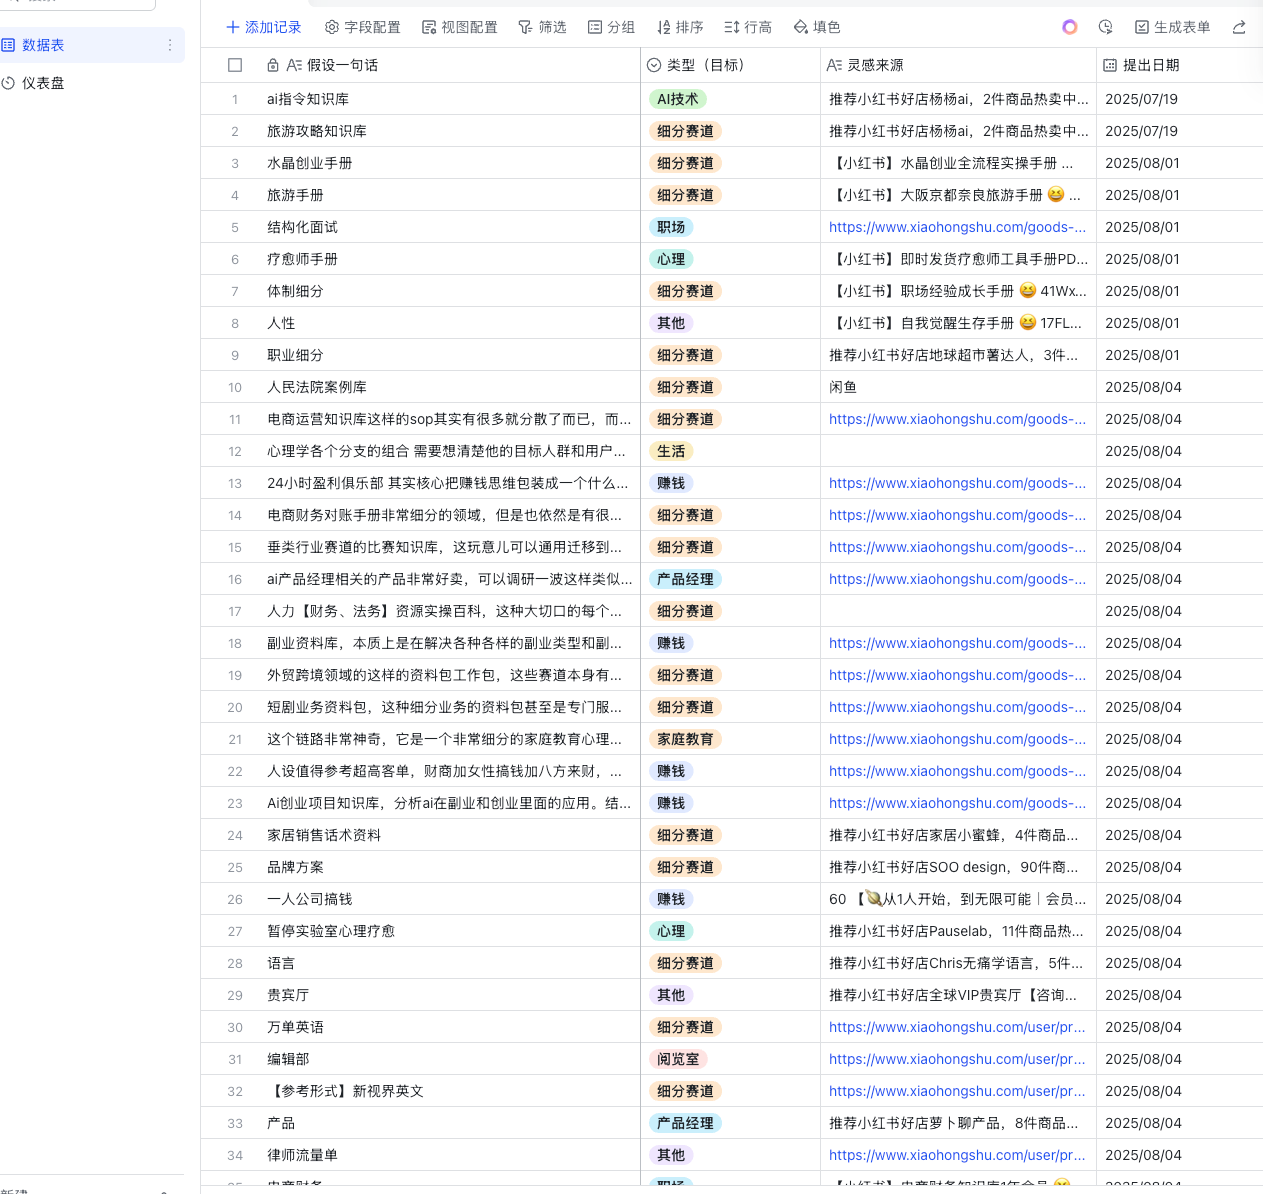 添加记录 字段配置 视图配置 筛选 分组 排序 行高 填色 生成表单
数据表
仪表盘
假设一句话 类型（目标） 灵感来源 提出日期
1 ai指令知识库 AI技术 推荐小红书好店杨杨ai，2件商品热卖中... 2025/07/19
2 旅游攻略知识库 细分赛道 推荐小红书好店杨杨ai，2件商品热卖中... 2025/07/19
3 水晶创业手册 细分赛道 【小红书】水晶创业全流程实操手册 ... 2025/08/01
4 旅游手册 细分赛道 【小红书】大阪京都奈良旅游手册 😆 ... 2025/08/01
5 结构化面试 职场 https://www.xiaohongshu.com/goods-... 2025/08/01
6 疗愈师手册 心理 【小红书】即时发货疗愈师工具手册PD... 2025/08/01
7 体制细分 细分赛道 【小红书】职场经验成长手册 😆 41Wx... 2025/08/01
8 人性 其他 【小红书】自我觉醒生存手册 😆 17FL... 2025/08/01
9 职业细分 细分赛道 推荐小红书好店地球超市薯达人，3件... 2025/08/01
10 人民法院案例库 细分赛道 闲鱼 2025/08/04
11 电商运营知识库这样的sop其实有很多就分散了而已，而... 细分赛道 https://www.xiaohongshu.com/goods-... 2025/08/04
12 心理学各个分支的组合 需要想清楚他的目标人群和用户... 生活 2025/08/04
13 24小时盈利俱乐部 其实核心把赚钱思维包装成一个什么... 赚钱 https://www.xiaohongshu.com/goods-... 2025/08/04
14 电商财务对账手册非常细分的领域，但是也依然是有很... 细分赛道 https://www.xiaohongshu.com/goods-... 2025/08/04
15 垂类行业赛道的比赛知识库，这玩意儿可以通用迁移到... 细分赛道 https://www.xiaohongshu.com/goods-... 2025/08/04
16 ai产品经理相关的产品非常好卖，可以调研一波这样类似... 产品经理 https://www.xiaohongshu.com/goods-... 2025/08/04
17 人力【财务、法务】资源实操百科，这种大切口的每个... 细分赛道 2025/08/04
18 副业资料库，本质上是在解决各种各样的副业类型和副... 赚钱 https://www.xiaohongshu.com/goods-... 2025/08/04
19 外贸跨境领域的这样的资料包工作包，这些赛道本身有... 细分赛道 https://www.xiaohongshu.com/goods-... 2025/08/04
20 短剧业务资料包，这种细分业务的资料包甚至是专门服... 细分赛道 https://www.xiaohongshu.com/goods-... 2025/08/04
21 这个链路非常神奇，它是一个非常细分的家庭教育心理... 家庭教育 https://www.xiaohongshu.com/goods-... 2025/08/04
22 人设值得参考超高客单，财商加女性搞钱加八方来财，... 赚钱 https://www.xiaohongshu.com/goods-... 2025/08/04
23 Ai创业项目知识库，分析ai在副业和创业里面的应用。结... 赚钱 https://www.xiaohongshu.com/goods-... 2025/08/04
24 家居销售话术资料 细分赛道 推荐小红书好店家居小蜜蜂，4件商品... 2025/08/04
25 品牌方案 细分赛道 推荐小红书好店SOO design，90件商... 2025/08/04
26 一人公司搞钱 赚钱 60 【🪐从1人开始，到无限可能｜会员... 2025/08/04
27 暂停实验室心理疗愈 心理 推荐小红书好店Pauselab，11件商品热... 2025/08/04
28 语言 细分赛道 推荐小红书好店Chris无痛学语言，5件... 2025/08/04
29 贵宾厅 其他 推荐小红书好店全球VIP贵宾厅【咨询... 2025/08/04
30 万单英语 细分赛道 https://www.xiaohongshu.com/user/pr... 2025/08/04
31 编辑部 阅览室 https://www.xiaohongshu.com/user/pr... 2025/08/04
32 【参考形式】新视界英文 细分赛道 https://www.xiaohongshu.com/user/pr... 2025/08/04
33 产品 产品经理 推荐小红书好店萝卜聊产品，8件商品... 2025/08/04
34 律师流量单 其他 https://www.xiaohongshu.com/user/pr... 2025/08/04
35 电商财务 职场 【小红书】电商财务知识库1年会员 2025/08/04